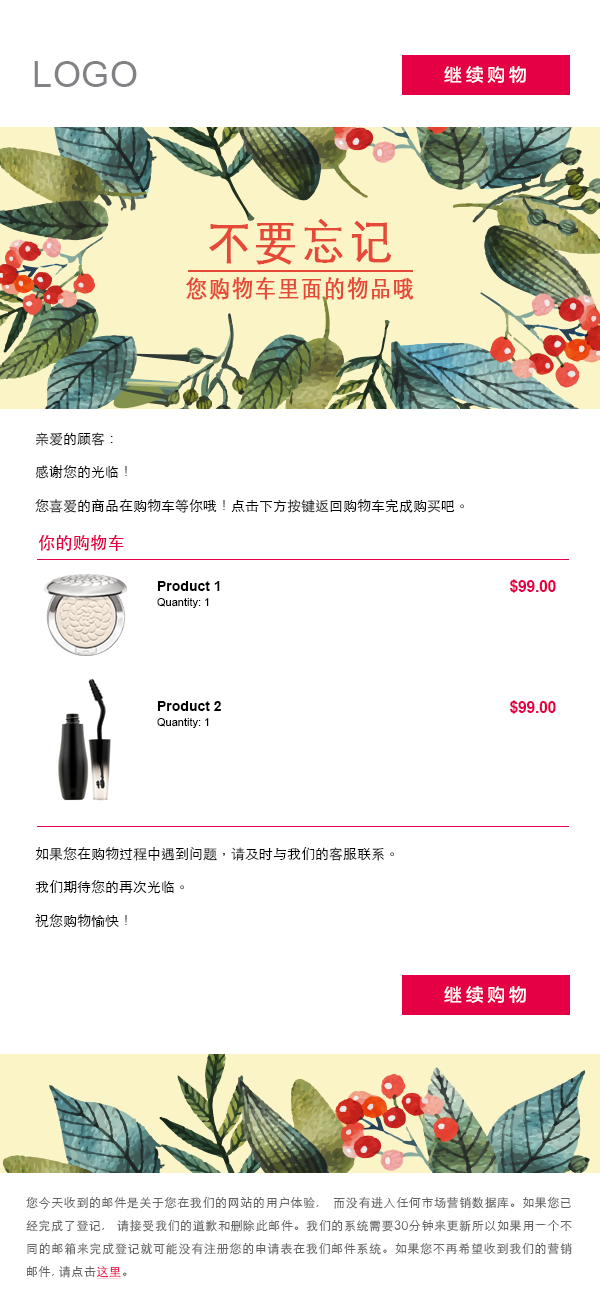 LOGO
继续购物
不要忘记
您购物车里面的物品哦
亲爱的顾客：
感谢您的光临！
您喜爱的商品在购物车等你哦！点击下方按键返回购物车完成购买吧。
你的购物车
Product 1
$99.00
Quantity: 1
Product 2
$99.00
Quantity: 1
如果您在购物过程中遇到问题，请及时与我们的客服联系。
我们期待您的再次光临。
祝您购物愉快！
继续购物
您今天收到的邮件是关于您在我们的网站的用户体验， 而没有进入任何市场营销数据库。如果您已
经完成了登记， 请接受我们的道歉和删除此邮件。我们的系统需要30分钟来更新所以如果用一个不
同的邮箱来完成登记就可能没有注册您的申请表在我们邮件系统。如果您不再希望收到我们的营销
邮件, 请点击这里。